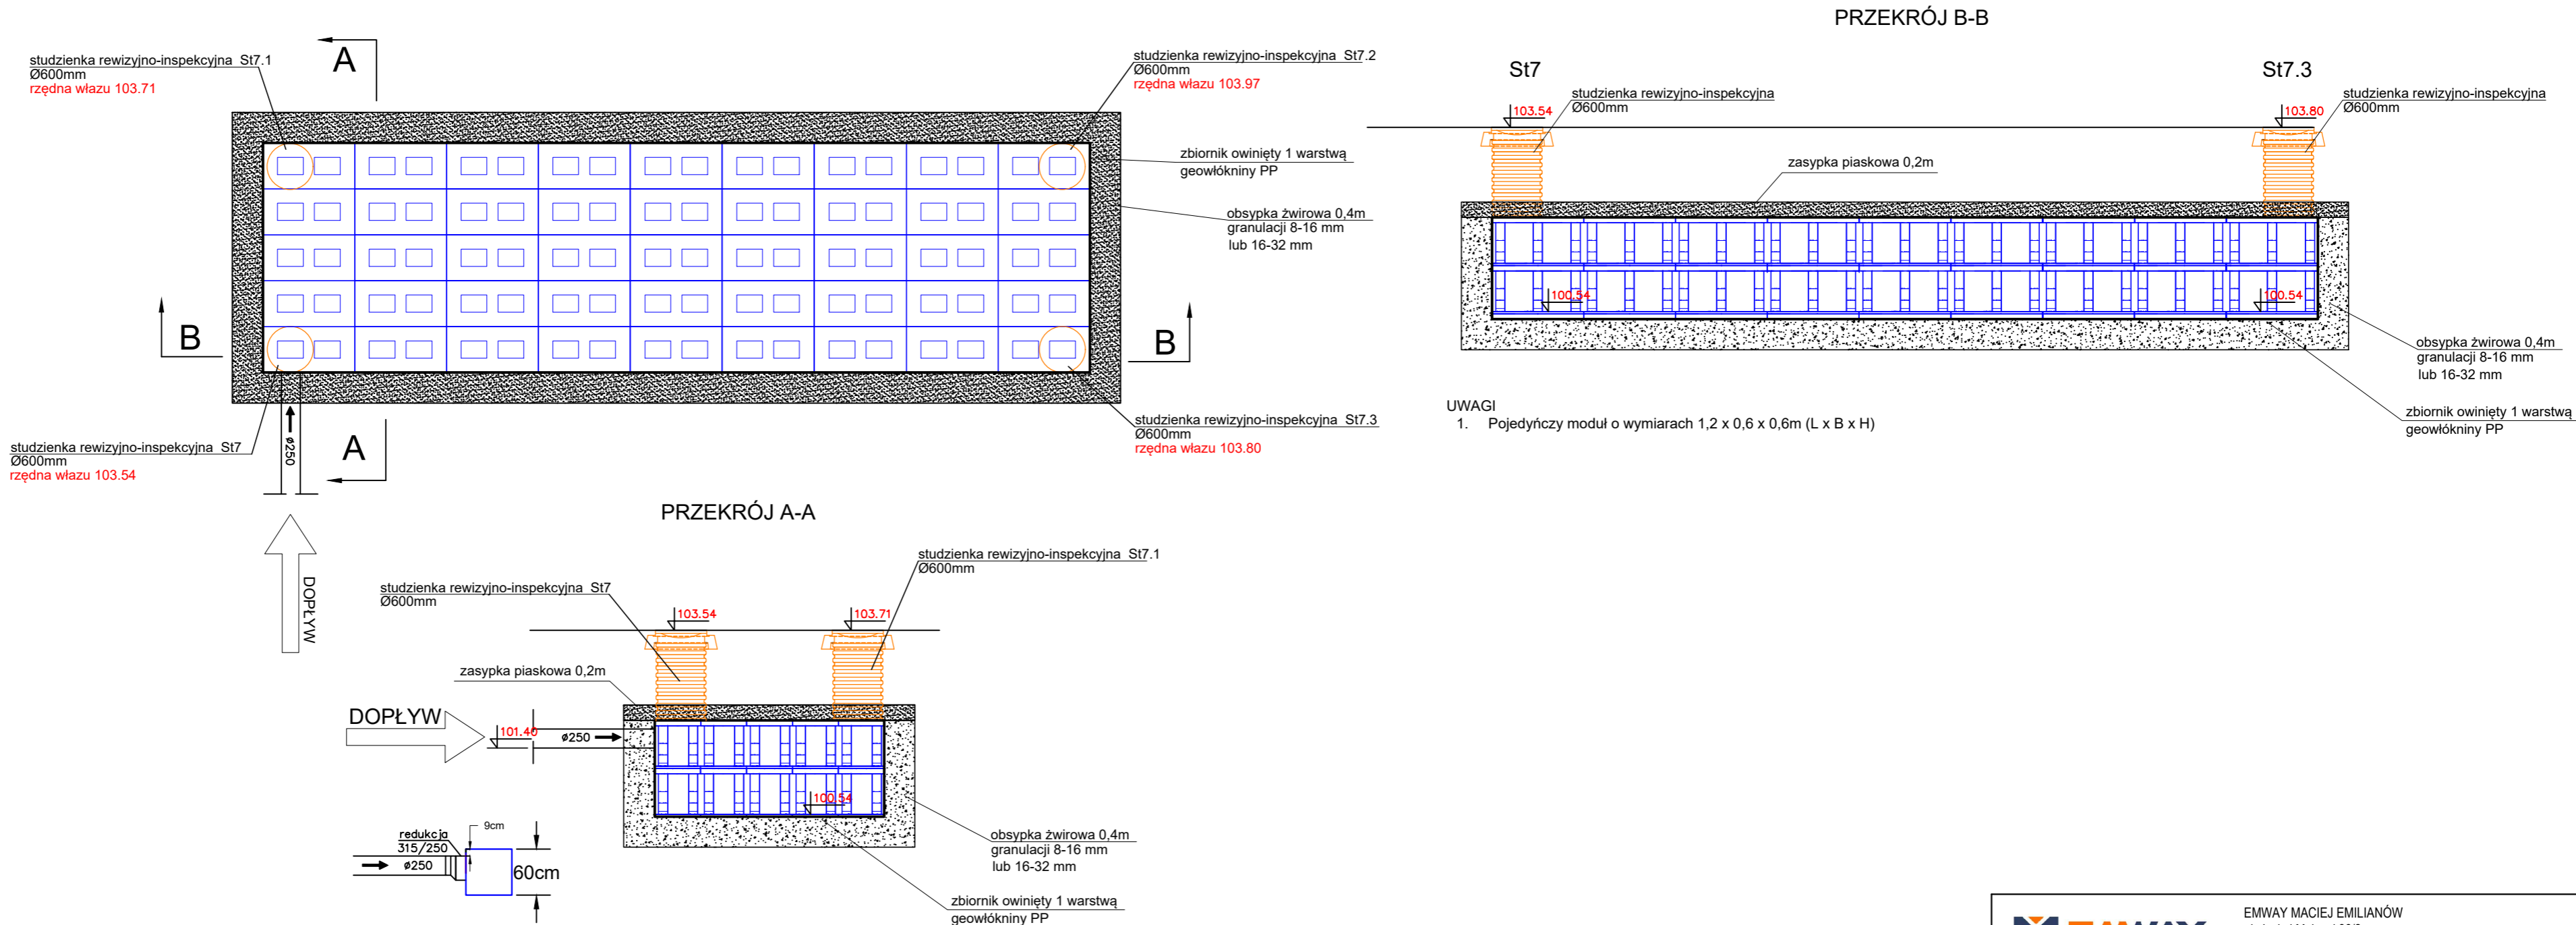 PRZEKRÓJ B-B
studzienka rewizyjno-inspekcyjna St7.1
Ø600mm
rzędna włazu 103.71
A
studzienka rewizyjno-inspekcyjna St7.2
Ø600mm
rzędna włazu 103.97
zbiornik owinięty 1 warstwą
geowłókniny PP
obsypka żwirowa 0,4m
granulacji 8-16 mm
lub 16-32 mm
B
B
studzienka rewizyjno-inspekcyjna St7
Ø600mm
rzędna włazu 103.54
ø250
A
studzienka rewizyjno-inspekcyjna St7.3
Ø600mm
rzędna włazu 103.80
DOPŁYW
St7
St7.3
103.54
studzienka rewizyjno-inspekcyjna
Ø600mm
103.80
studzienka rewizyjno-inspekcyjna
Ø600mm
zasypka piaskowa 0,2m
100.54
100.54
obsypka żwirowa 0,4m
granulacji 8-16 mm
lub 16-32 mm
zbiornik owinięty 1 warstwą
geowłókniny PP
UWAGI
1. Pojedyńczy moduł o wymiarach 1,2 x 0,6 x 0,6m (L x B x H)
PRZEKRÓJ A-A
studzienka rewizyjno-inspekcyjna St7
Ø600mm
studzienka rewizyjno-inspekcyjna St7.1
Ø600mm
103.54
103.71
zasypka piaskowa 0,2m
DOPŁYW
101.40
ø250
100.54
obsypka żwirowa 0,4m
granulacji 8-16 mm
lub 16-32 mm
zbiornik owinięty 1 warstwą
geowłókniny PP
redukcja
315/250
9cm
ø250
60cm
EMWAY MACIEJ EMILIANÓW